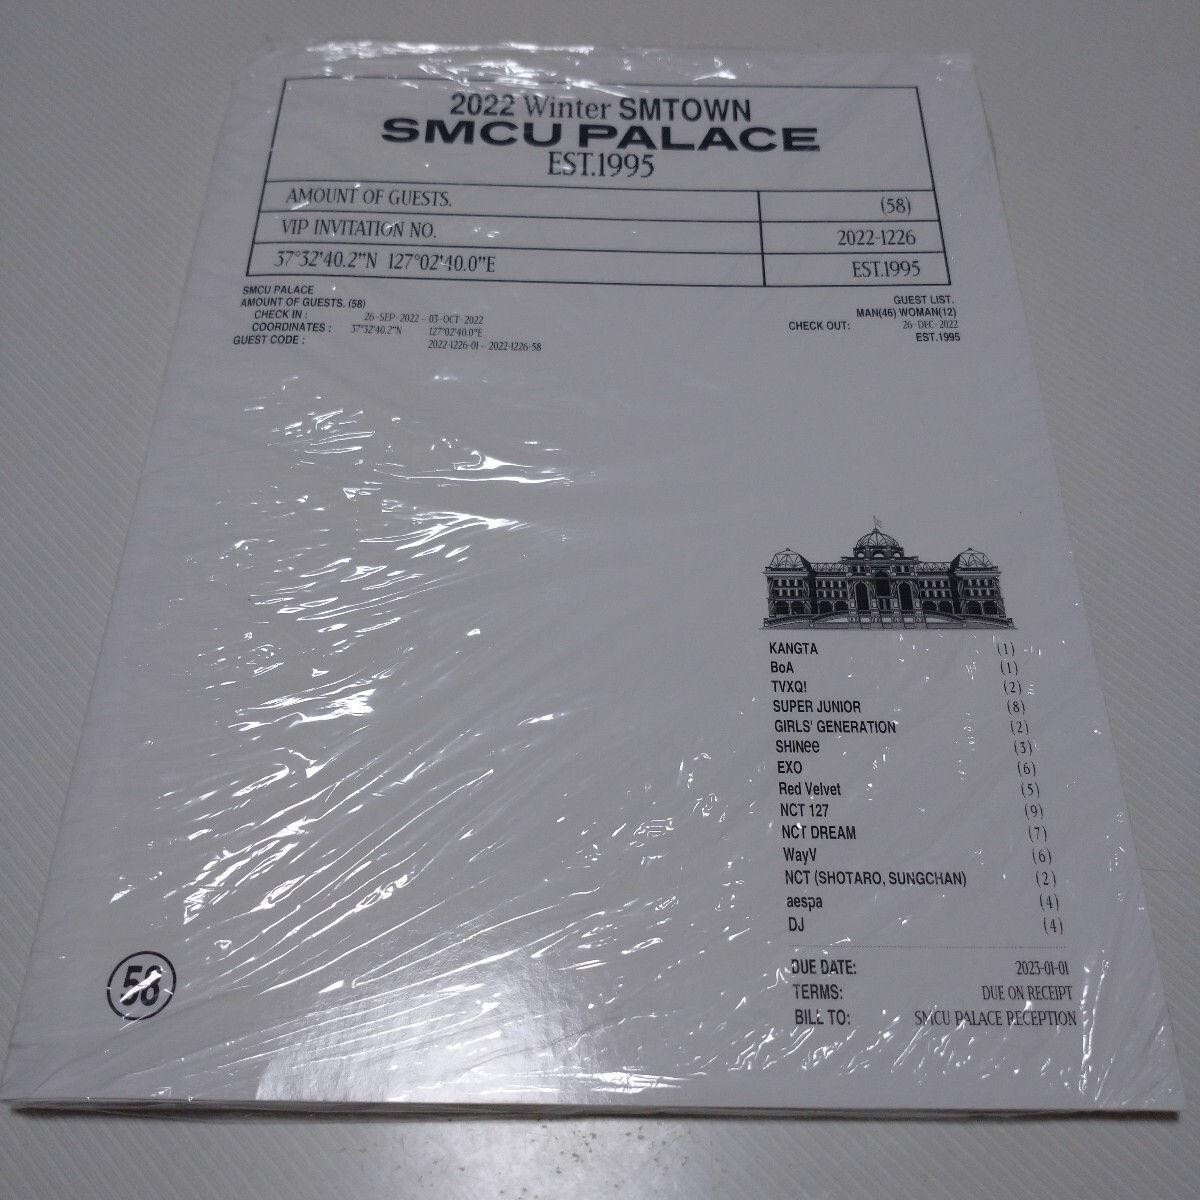 2022 Winter SMTOWN
SMCU PALACE
EST.1995
AMOUNT OF GUESTS. (58)
VIP INVITATION NO. 2022-1226
37°32'40.2"N 127°02'40.0"E EST.1995
SMCU PALACE
AMOUNT OF GUESTS. (58)
CHECK IN : 26-SEP-2022 – 03-OCT-2022
COORDINATES : 37°32'40.2"N 127°02'40.0"E
GUEST CODE : 2022-1226-01 – 2022-1226-58
GUEST LIST.
MAN(46) WOMAN(12)
CHECK OUT: 26-DEC-2022
EST.1995
KANGTA (1)
BoA (1)
TVXQ! (2)
SUPER JUNIOR (8)
GIRLS' GENERATION (2)
SHINee (3)
EXO (6)
Red Velvet (5)
NCT 127 (9)
NCT DREAM (7)
WayV (6)
NCT (SHOTARO, SUNGCHAN) (2)
aespa (4)
DJ (4)
DUE DATE: 2023-01-01
TERMS: DUE ON RECEIPT
BILL TO: SMCU PALACE RECEPTION
58